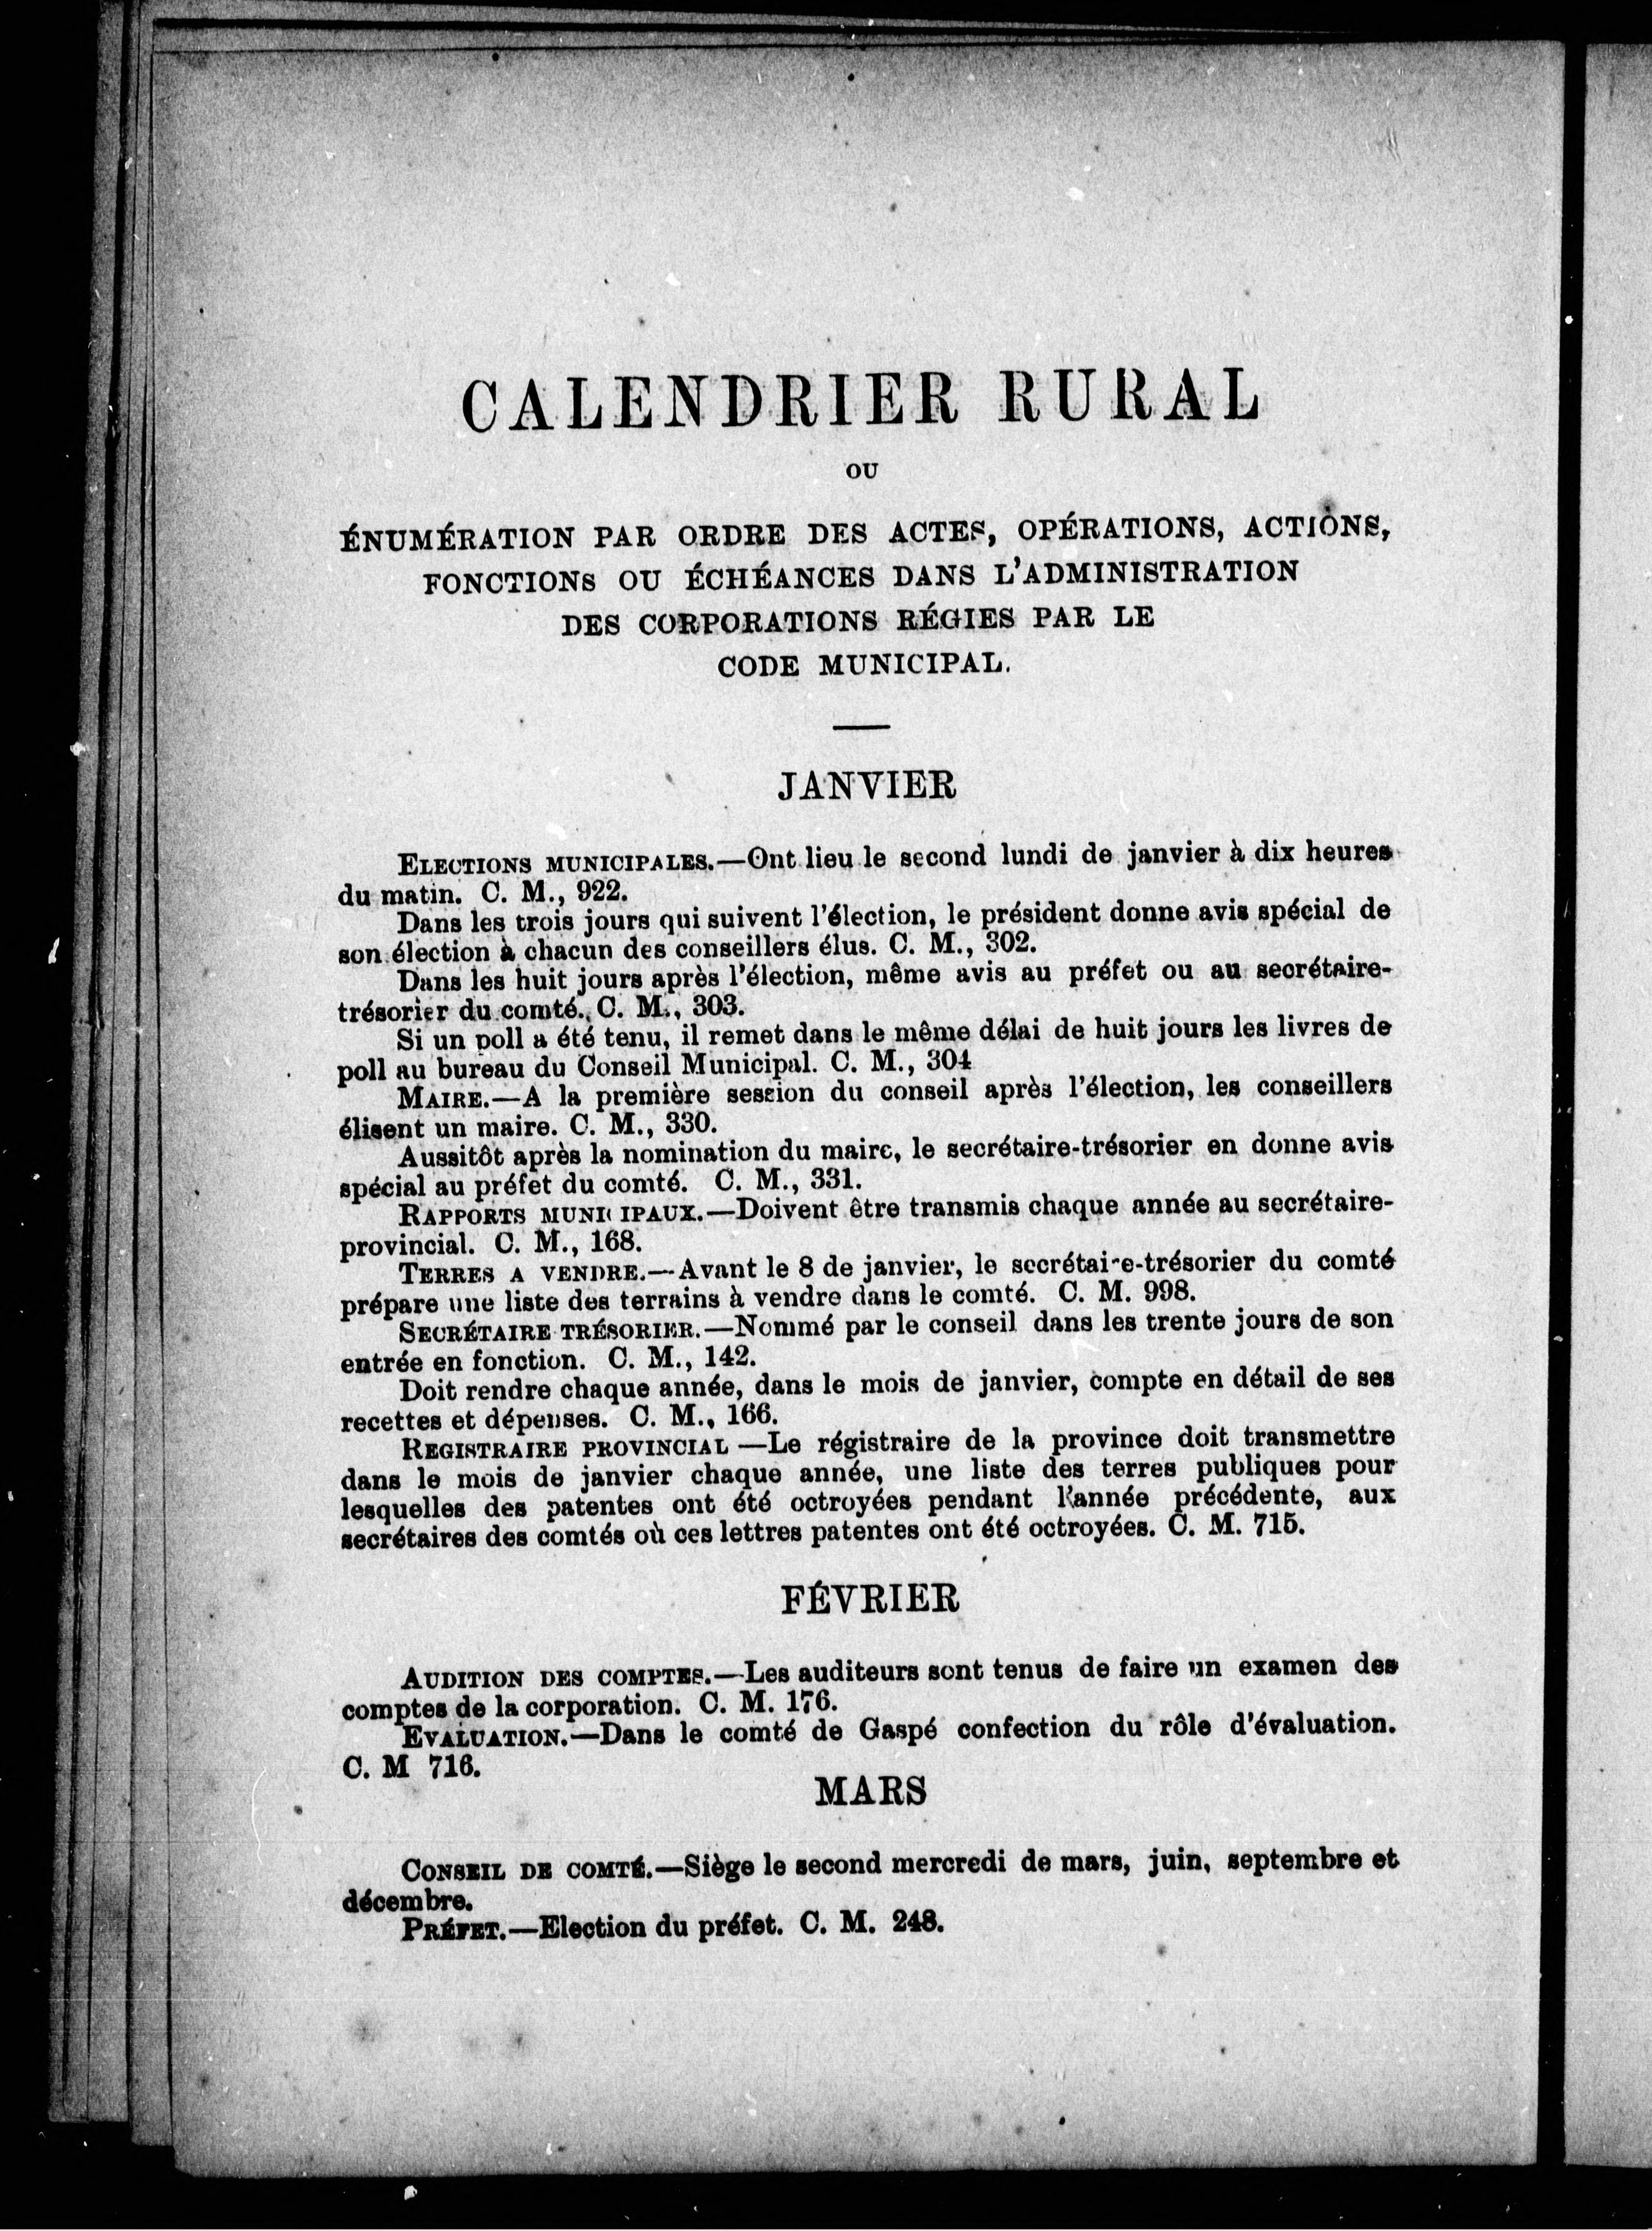 CALENDRIER RURAL
OU
ÉNUMÉRATION PAR ORDRE DES ACTES, OPÉRATIONS, ACTIONS,
FONCTIONS OU ÉCHÉANCES DANS L'ADMINISTRATION
DES CORPORATIONS RÉGIES PAR LE
CODE MUNICIPAL.
JANVIER
ELECTIONS MUNICIPALES.—Ont lieu le second lundi de janvier à dix heures
du matin. C. M., 922.
Dans les trois jours qui suivent l'élection, le président donne avis spécial de
son élection à chacun des conseillers élus. C. M., 302.
Dans les huit jours après l'élection, même avis au préfet ou au secrétaire-
trésorier du comté. C. M., 303.
Si un poll a été tenu, il remet dans le même délai de huit jours les livres de
poll au bureau du Conseil Municipal. C. M., 304
MAIRE.—A la première session du conseil après l'élection, les conseillers
élisent un maire. C. M., 330.
Aussitôt après la nomination du maire, le secrétaire-trésorier en donne avis
spécial au préfet du comté. C. M., 331.
RAPPORTS MUNICIPAUX.—Doivent être transmis chaque année au secrétaire-
provincial. C. M., 168.
TERRES A VENDRE.—Avant le 8 de janvier, le secrétaire-trésorier du comté
prépare une liste des terrains à vendre dans le comté. C. M. 998.
SECRÉTAIRE TRÉSORIER.—Nommé par le conseil dans les trente jours de son
entrée en fonction. C. M., 142.
Doit rendre chaque année, dans le mois de janvier, compte en détail de ses
recettes et dépenses. C. M., 166.
REGISTRAIRE PROVINCIAL —Le régistraire de la province doit transmettre
dans le mois de janvier chaque année, une liste des terres publiques pour
lesquelles des patentes ont été octroyées pendant l'année précédente, aux
secrétaires des comtés où ces lettres patentes ont été octroyées. C. M. 715.
FÉVRIER
AUDITION DES COMPTES.—Les auditeurs sont tenus de faire un examen des
comptes de la corporation. C. M. 176.
EVALUATION.—Dans le comté de Gaspé confection du rôle d'évaluation.
C. M 716.
MARS
CONSEIL DE COMTÉ.—Siège le second mercredi de mars, juin, septembre et
décembre.
PRÉFET.—Election du préfet. C. M. 248.